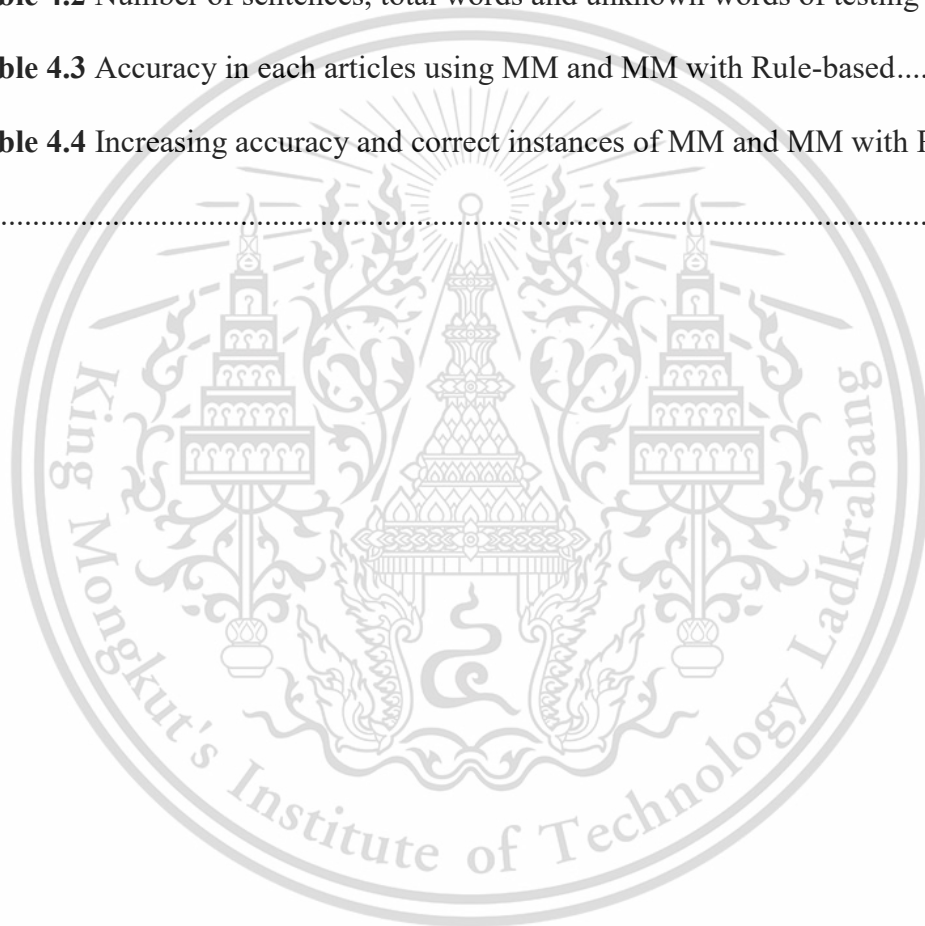 ble 4.2 Number of sentences, total words and unknown words of testing
ble 4.3 Accuracy in each articles using MM and MM with Rule-based....
ble 4.4 Increasing accuracy and correct instances of MM and MM with
................................................................................
King Mongkut's Institute of Technology Ladkrabang